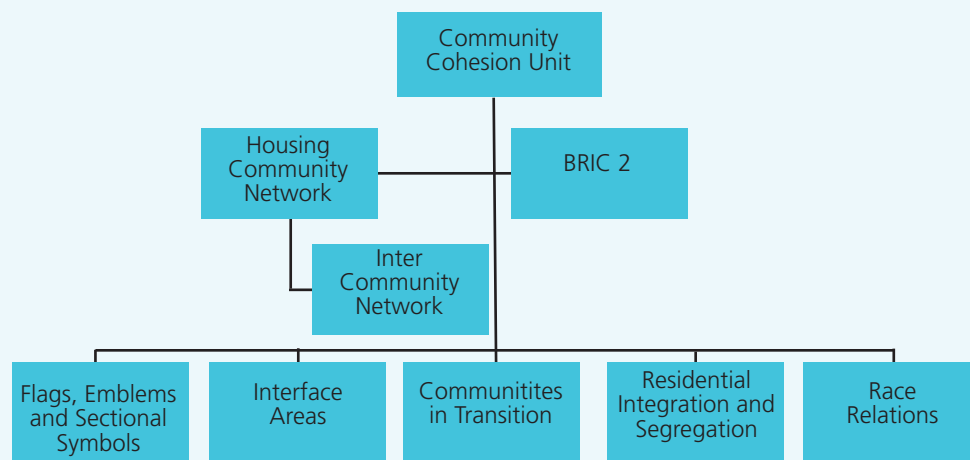 Community
Cohesion Unit
Housing
Community
Network
BRIC 2
Inter
Community
Network
Flags, Emblems
and Sectional
Symbols
Interface
Areas
Communitites
in Transition
Residential
Integration and
Segregation
Race
Relations